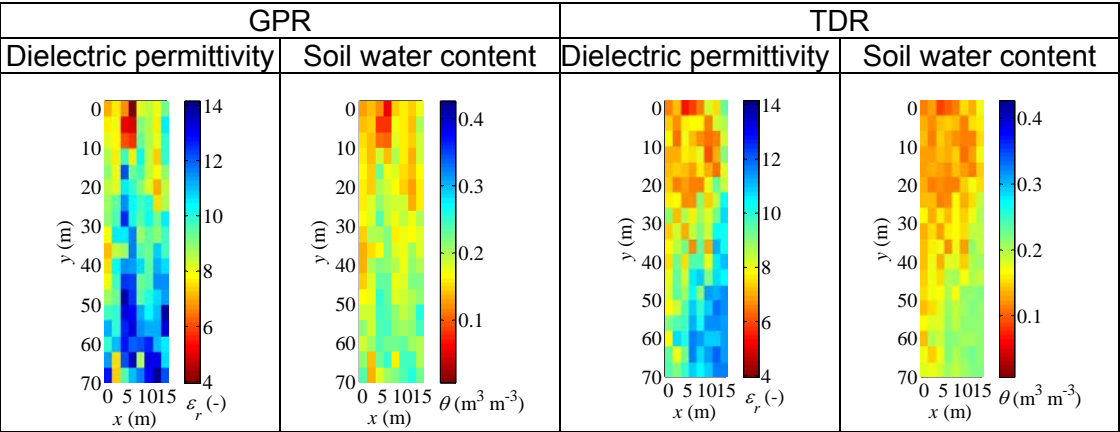 GPR TDR
Dielectric permittivity Soil water content Dielectric permittivity Soil water content
0 10 20 30 40 50 60 70
y (m)
0 5 1015
x (m)
14 12 10 8 6 4
εr (-)
0 10 20 30 40 50 60 70
y (m)
0 5 1015
x (m)
0.4 0.3 0.2 0.1
θ (m³ m⁻³)
0 10 20 30 40 50 60 70
y (m)
0 5 1015
x (m)
14 12 10 8 6 4
εr (-)
0 10 20 30 40 50 60 70
y (m)
0 5 1015
x (m)
0.4 0.3 0.2 0.1
θ (m³ m⁻³)